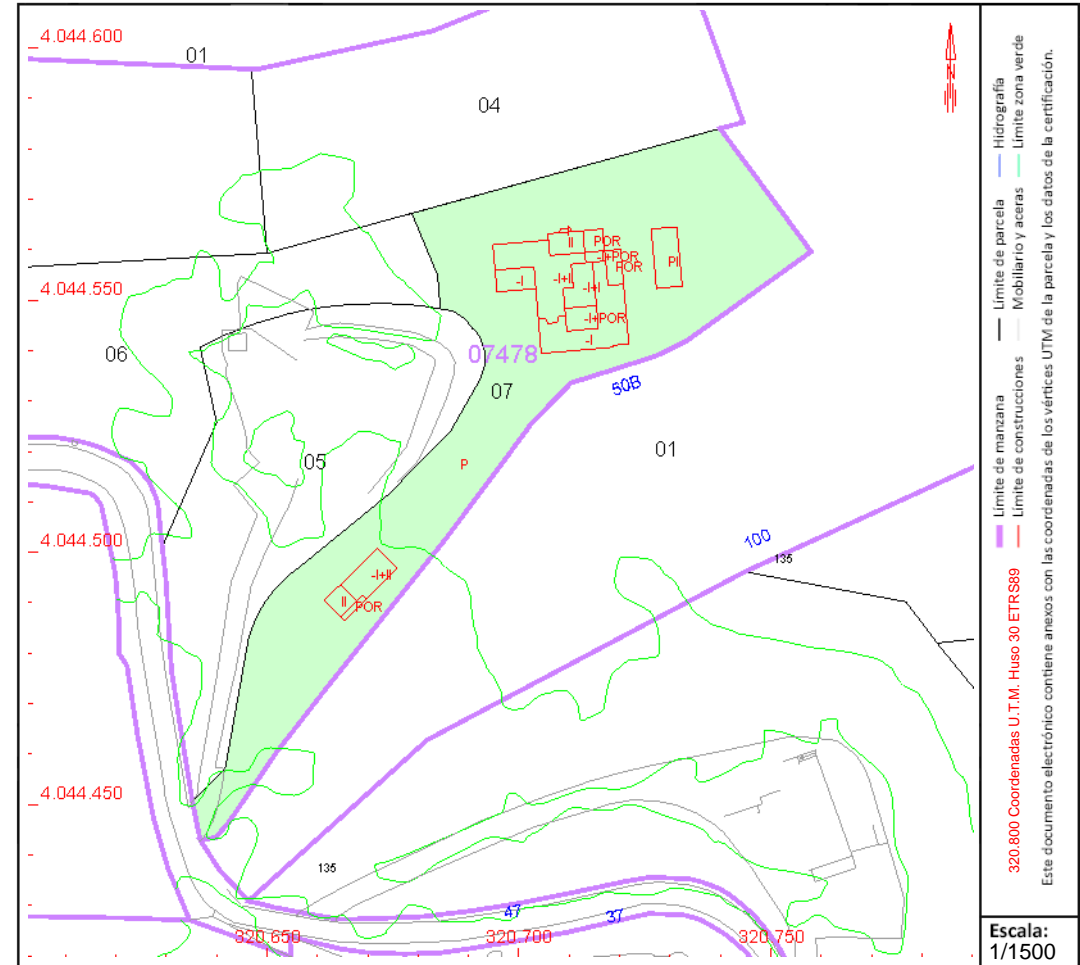 4.044.600
01
04
N
POR
II
-I+POR
POR
-I
-I+II
-I+I
PI
4.044.550
-I+POR
-I
06
07478
07
50B
05
P
01
4.044.500
100
135
-I+II
II
POR
4.044.450
135
47
37
320.650
320.700
320.750
320.800 Coordenadas U.T.M. Huso 30 ETRS89
Límite de manzana
Límite de construcciones
Límite de parcela
Mobiliario y aceras
Hidrografía
Límite zona verde
Este documento electrónico contiene anexos con las coordenadas de los vértices UTM de la parcela y los datos de la certificación.
Escala:
1/1500